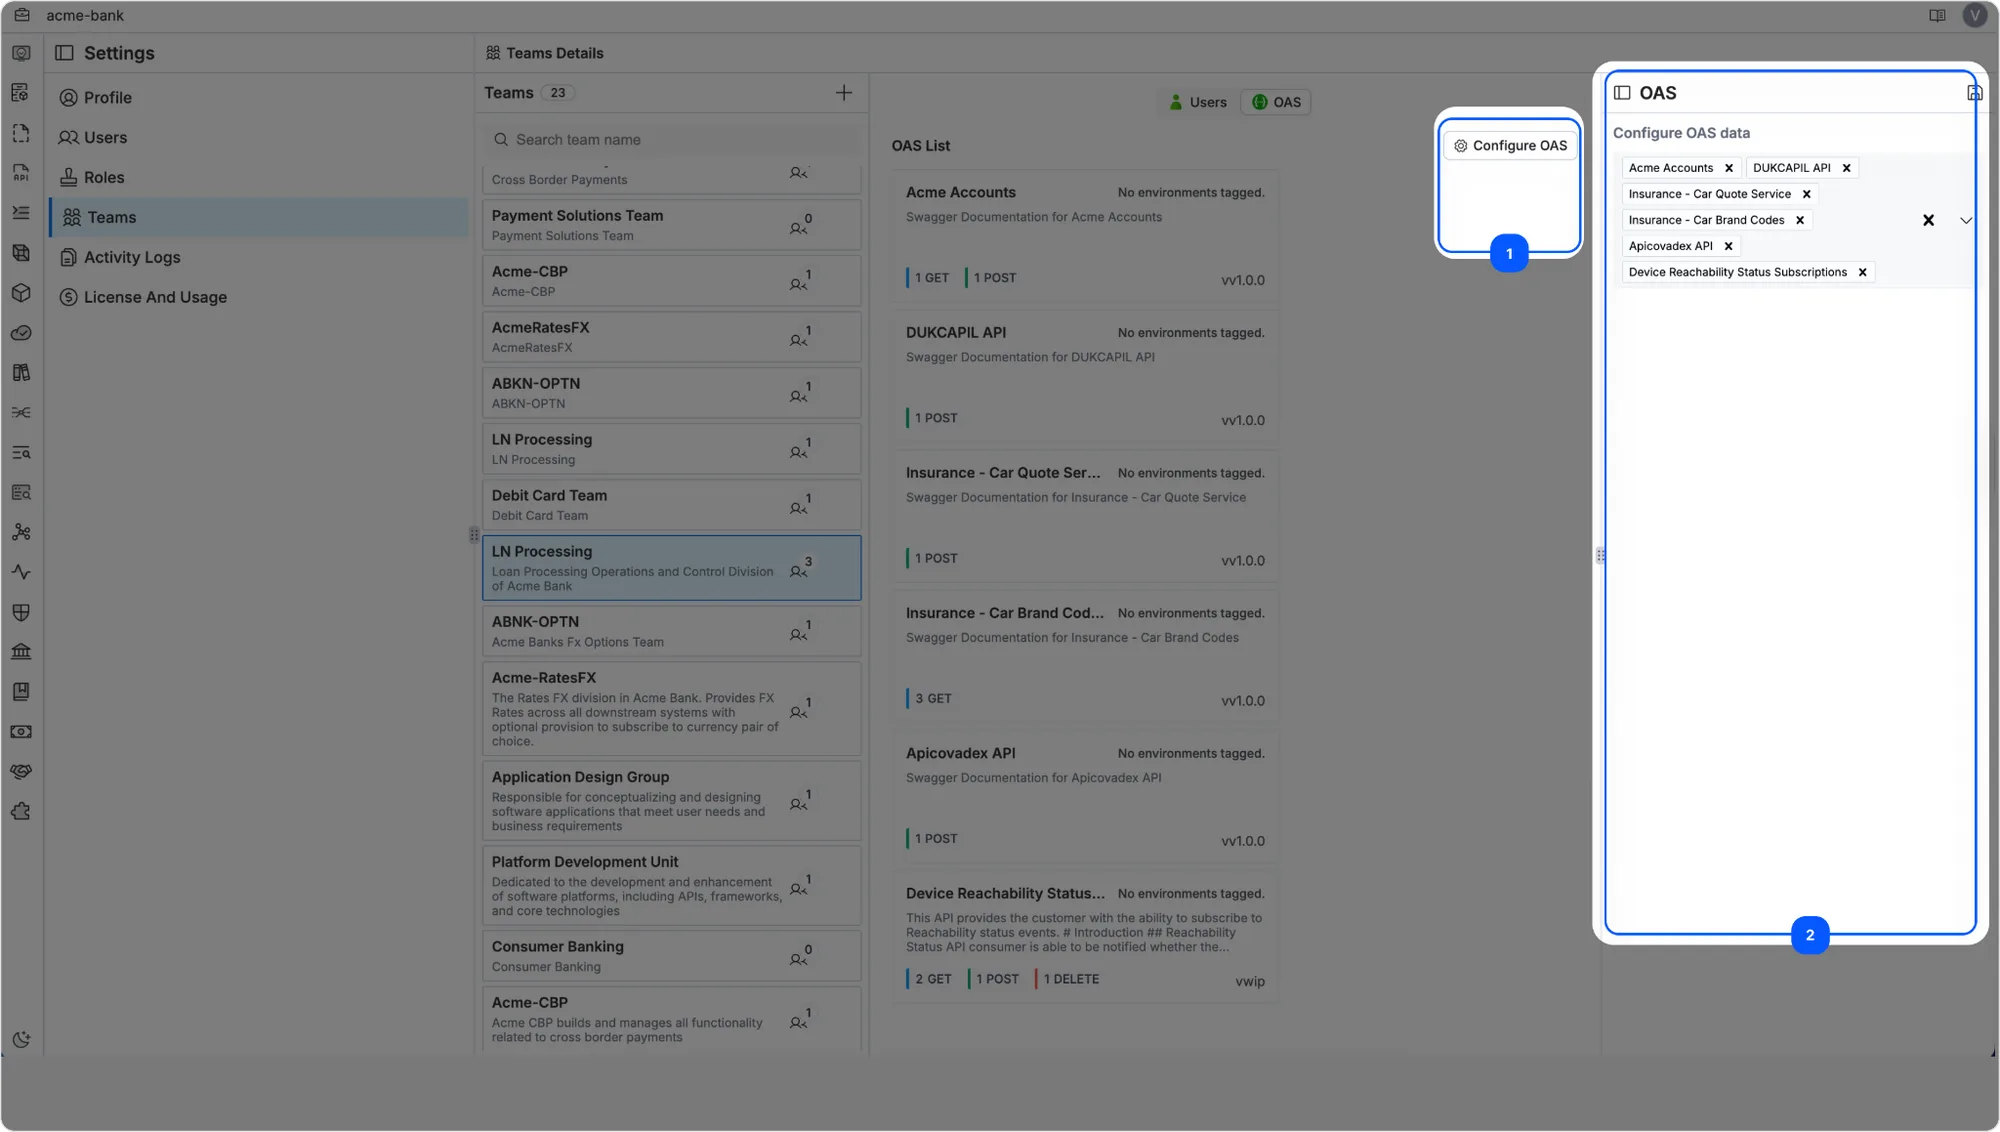 acme-bank
V
Settings
Profile
Users
Roles
Teams
Activity Logs
License And Usage
API
Teams Details
Teams 23
Search team name
Cross Border Payments
Payment Solutions Team
Payment Solutions Team
0
Acme-CBP
Acme-CBP
1
AcmeRatesFX
AcmeRatesFX
1
ABKN-OPTN
ABKN-OPTN
1
LN Processing
LN Processing
1
Debit Card Team
Debit Card Team
1
LN Processing
Loan Processing Operations and Control Division
of Acme Bank
3
ABNK-OPTN
Acme Banks Fx Options Team
1
Acme-RatesFX
The Rates FX division in Acme Bank. Provides FX
Rates across all downstream systems with
optional provision to subscribe to currency pair of
choice.
1
Application Design Group
Responsible for conceptualizing and designing
software applications that meet user needs and
business requirements
1
Platform Development Unit
Dedicated to the development and enhancement
of software platforms, including APIs, frameworks,
and core technologies
1
Consumer Banking
Consumer Banking
0
Acme-CBP
Acme CBP builds and manages all functionality
related to cross border payments
1
Users
OAS
OAS List
Configure OAS
1
Acme Accounts
No environments tagged.
Swagger Documentation for Acme Accounts
1 GET
1 POST
vv1.0.0
DUKCAPIL API
No environments tagged.
Swagger Documentation for DUKCAPIL API
1 POST
vv1.0.0
Insurance - Car Quote Ser...
No environments tagged.
Swagger Documentation for Insurance - Car Quote Service
1 POST
vv1.0.0
Insurance - Car Brand Cod...
No environments tagged.
Swagger Documentation for Insurance - Car Brand Codes
3 GET
vv1.0.0
Apicovadex API
No environments tagged.
Swagger Documentation for Apicovadex API
1 POST
vv1.0.0
Device Reachability Status...
No environments tagged.
This API provides the customer with the ability to subscribe to
Reachability status events. # Introduction ## Reachability
Status API consumer is able to be notified whether the...
2 GET
1 POST
1 DELETE
vwip
OAS
Configure OAS data
Acme Accounts
DUKCAPIL API
Insurance - Car Quote Service
Insurance - Car Brand Codes
Apicovadex API
Device Reachability Status Subscriptions
2